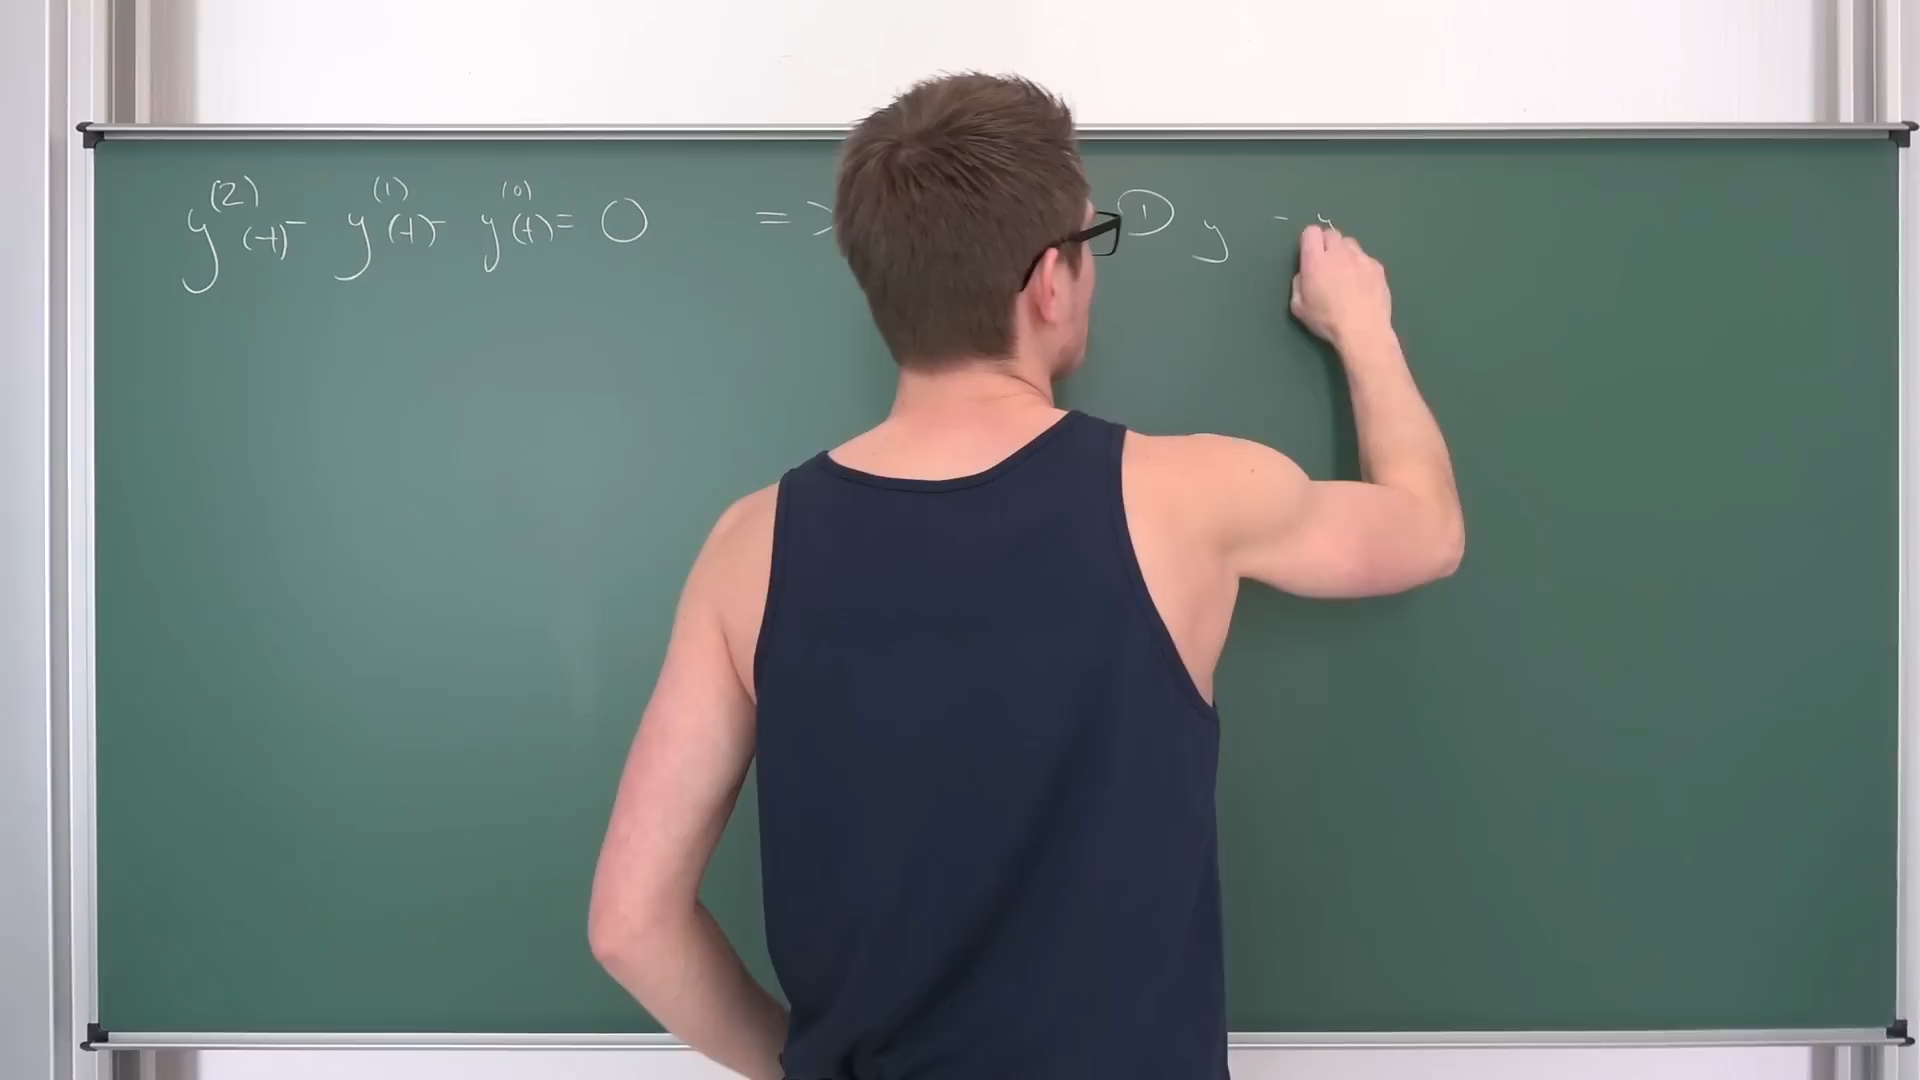 y⁽²⁾(t) - y⁽¹⁾(t) - y⁽⁰⁾(t) = 0 => D y - y